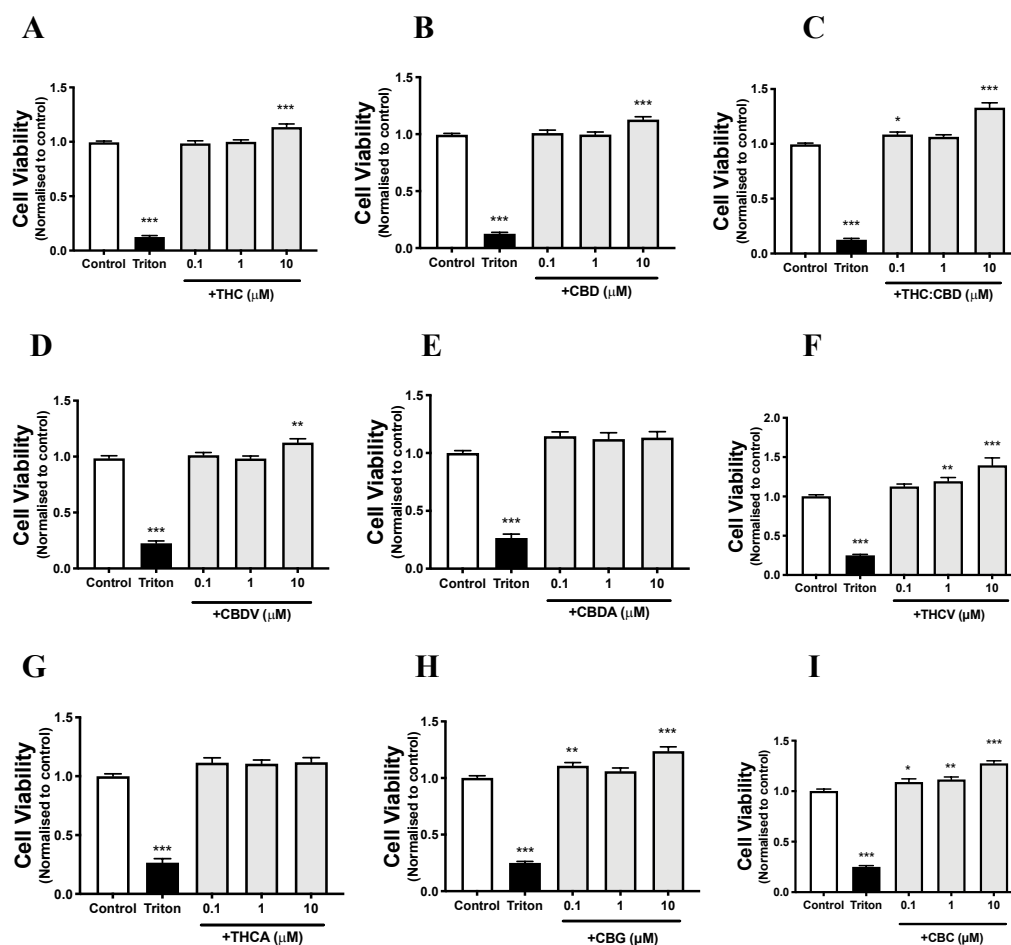 A
Cell Viability
(Normalised to control)
1.5
1.0
0.5
0.0
***
***
Control Triton 0.1 1 10
+THC (μM)
B
Cell Viability
(Normalised to control)
1.5
1.0
0.5
0.0
***
***
Control Triton 0.1 1 10
+CBD (μM)
C
Cell Viability
(Normalised to control)
1.5
1.0
0.5
0.0
***
*
***
Control Triton 0.1 1 10
+THC:CBD (μM)
D
Cell Viability
(Normalised to control)
1.5
1.0
0.5
0.0
***
**
Control Triton 0.1 1 10
+CBDV (μM)
E
Cell Viability
(Normalised to control)
1.5
1.0
0.5
0.0
***
Control Triton 0.1 1 10
+CBDA (μM)
F
Cell Viability
(Normalised to control)
2.0
1.5
1.0
0.5
0.0
***
**
***
Control Triton 0.1 1 10
+THCV (μM)
G
Cell Viability
(Normalised to control)
1.5
1.0
0.5
0.0
***
Control Triton 0.1 1 10
+THCA (μM)
H
Cell Viability
(Normalised to control)
1.5
1.0
0.5
0.0
***
**
***
Control Triton 0.1 1 10
+CBG (μM)
I
Cell Viability
(Normalised to control)
1.5
1.0
0.5
0.0
***
*
**
***
Control Triton 0.1 1 10
+CBC (μM)